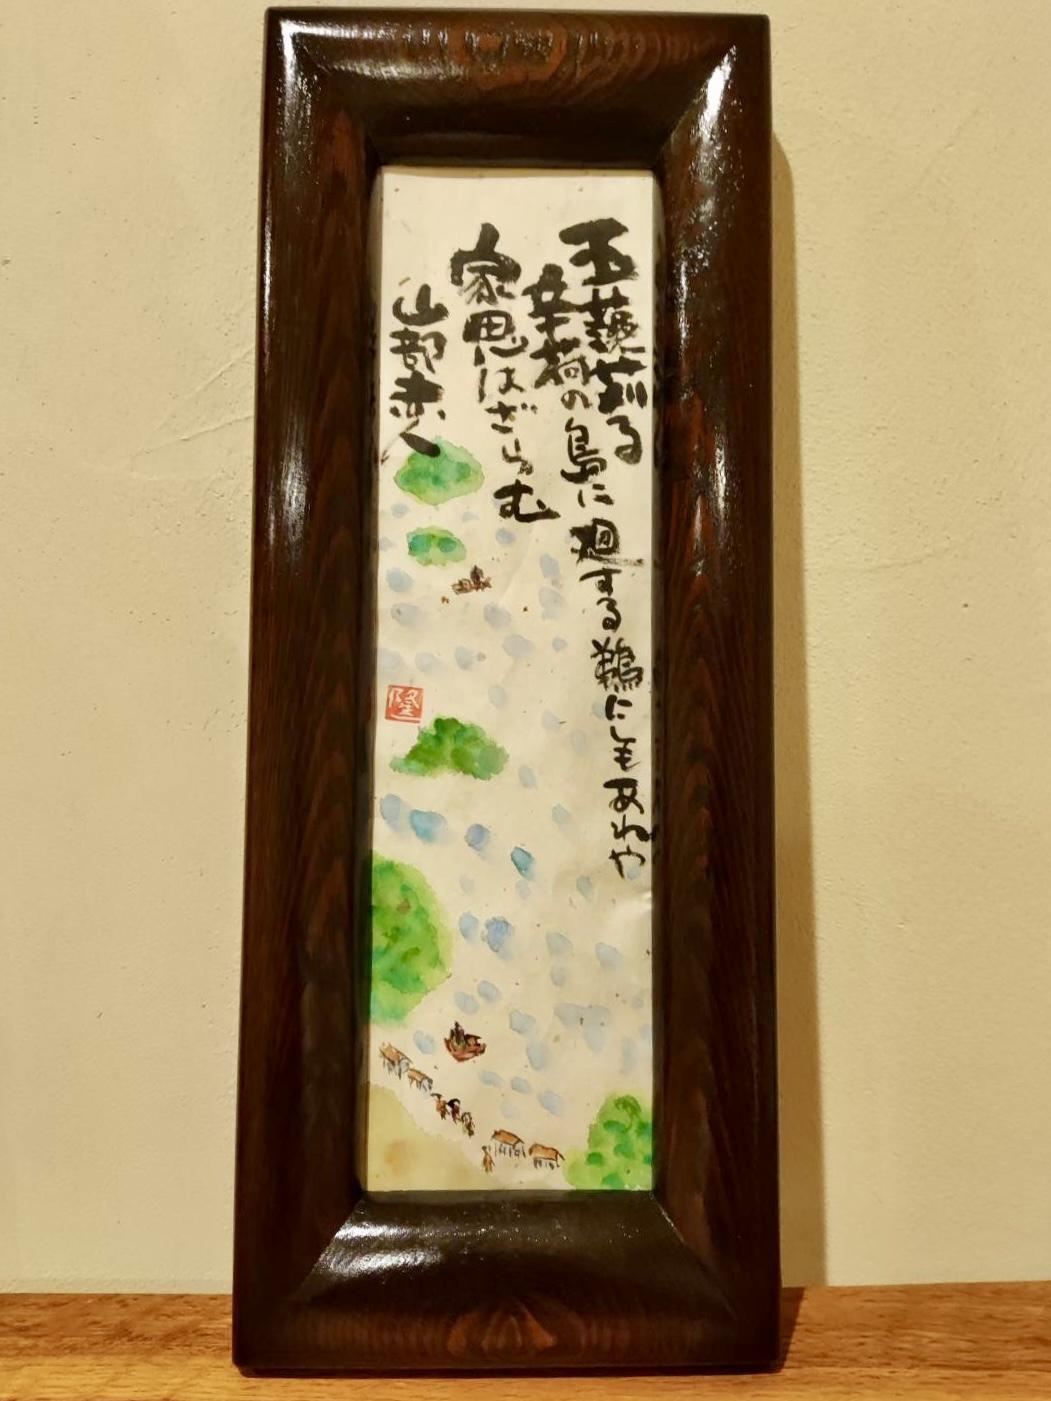 玉藻刈る
辛荷の島に廻する鵜にしもあれや
家思はざらむ
山部赤人
隆